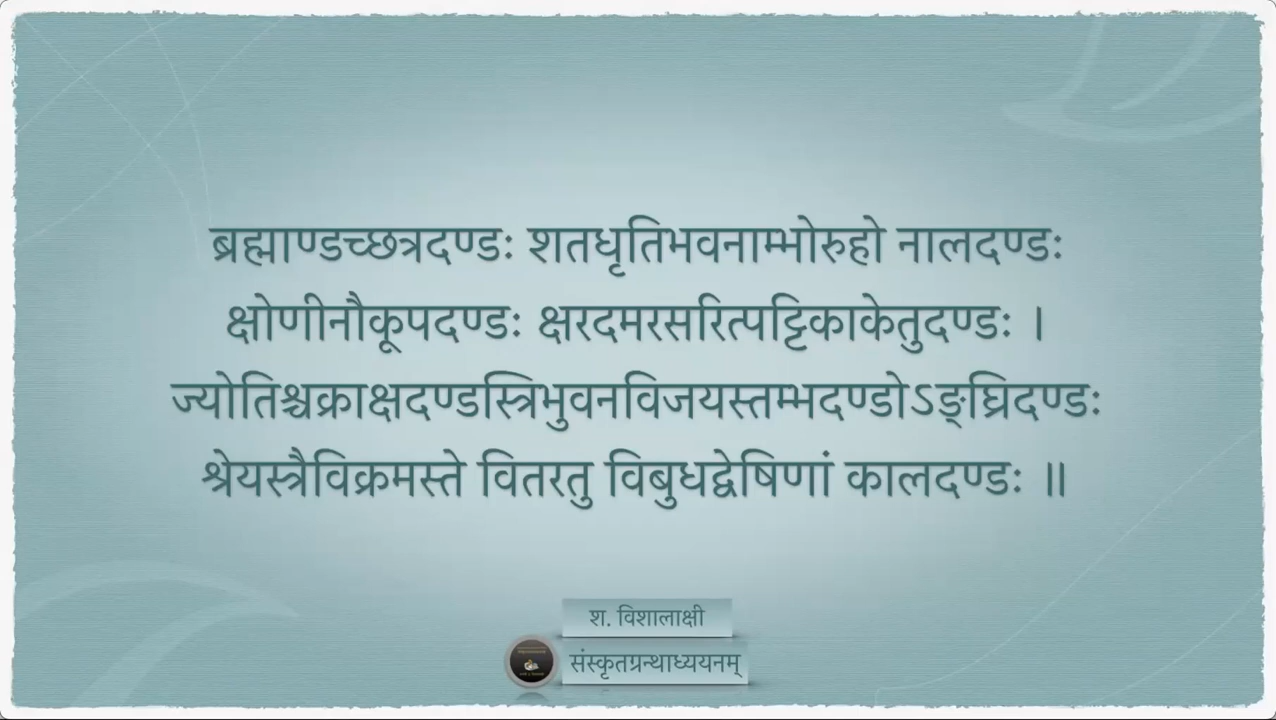 ब्रह्माण्डच्छत्रदण्डः शतधृतिभवनाम्भोरुहो नालदण्डः
क्षोणीनौकूपदण्डः क्षरदमरसरित्पट्टिकाकेतुदण्डः ।
ज्योतिश्चक्राक्षदण्डस्त्रिभुवनविजयस्तम्भदण्डोऽङ्घ्रिदण्डः
श्रेयस्त्रैविक्रमस्ते वितरतु विबुधद्वेषिणां कालदण्डः ॥
श. विशालाक्षी
संस्कृतग्रन्थाध्ययनम्